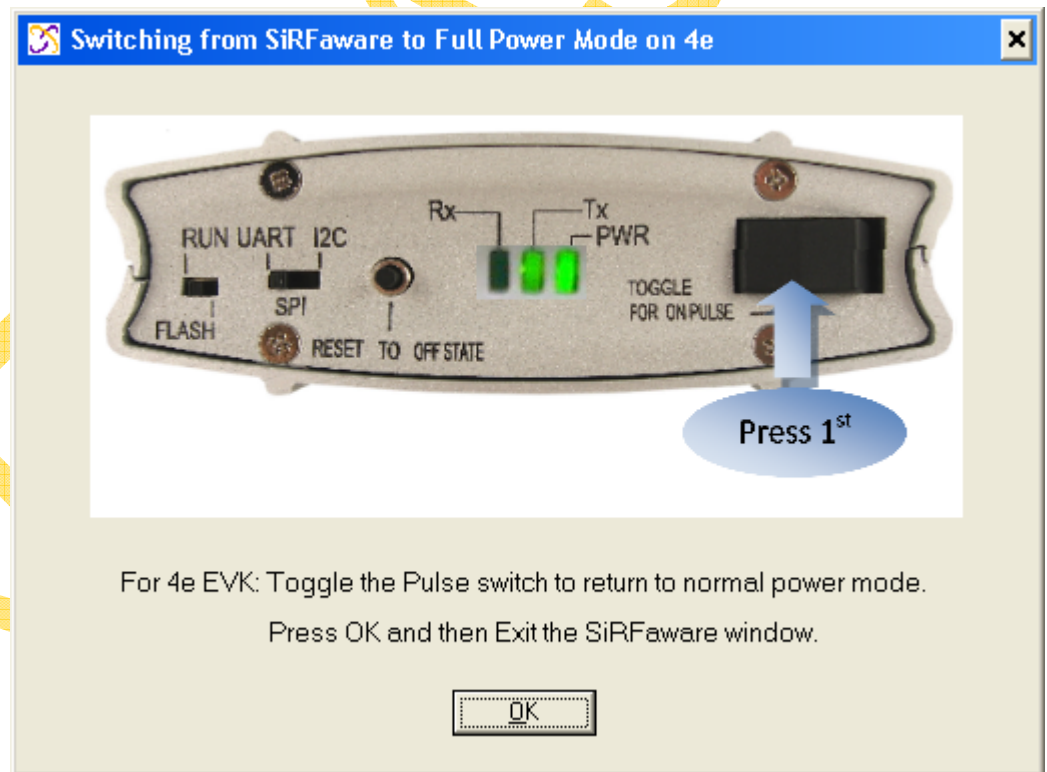 Switching from SiRFaware to Full Power Mode on 4e
Rx
Tx
PWR
RUN UART I2C
SPI
FLASH
RESET TO OFF STATE
TOGGLE
FOR ON PULSE
Press 1st
For 4e EVK: Toggle the Pulse switch to return to normal power mode.
Press OK and then Exit the SiRFaware window.
OK